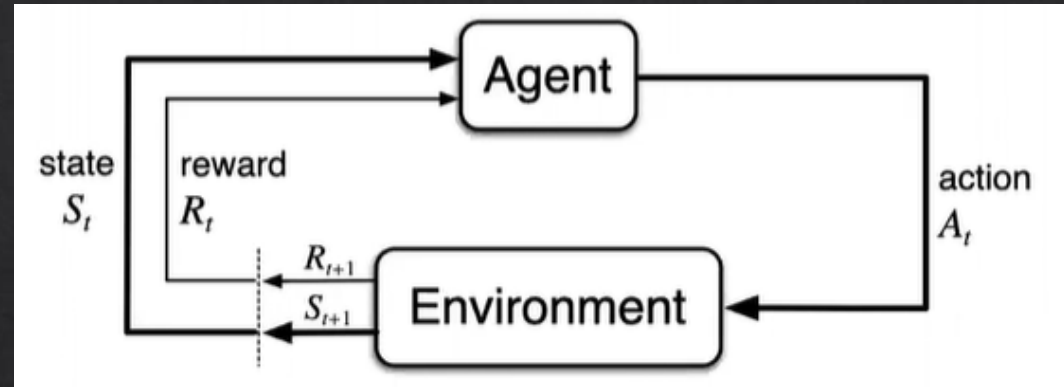 Agent
state
S_t
reward
R_t
action
A_t
R_{t+1}
S_{t+1}
Environment